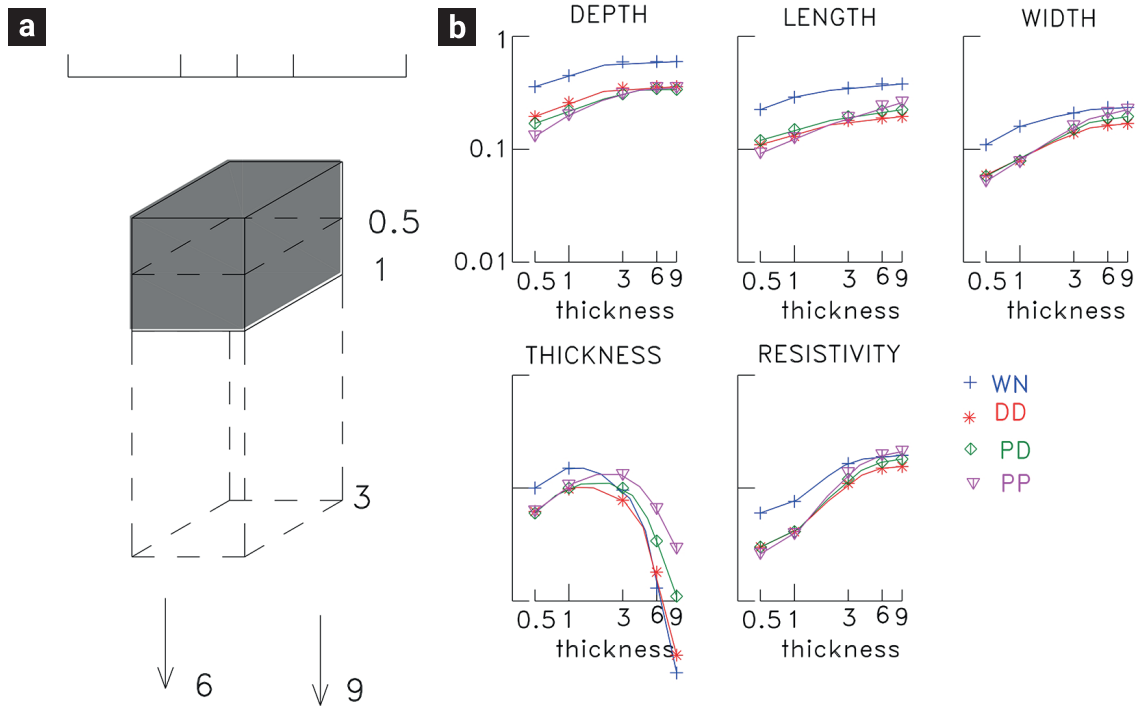 a
0.5
1
3
6
9
b
DEPTH LENGTH WIDTH
1
0.1
0.01
0.5 1 3 6 9 0.5 1 3 6 9 0.5 1 3 6 9
thickness thickness thickness
THICKNESS RESISTIVITY
WN
DD
PD
PP
0.5 1 3 6 9 0.5 1 3 6 9
thickness thickness